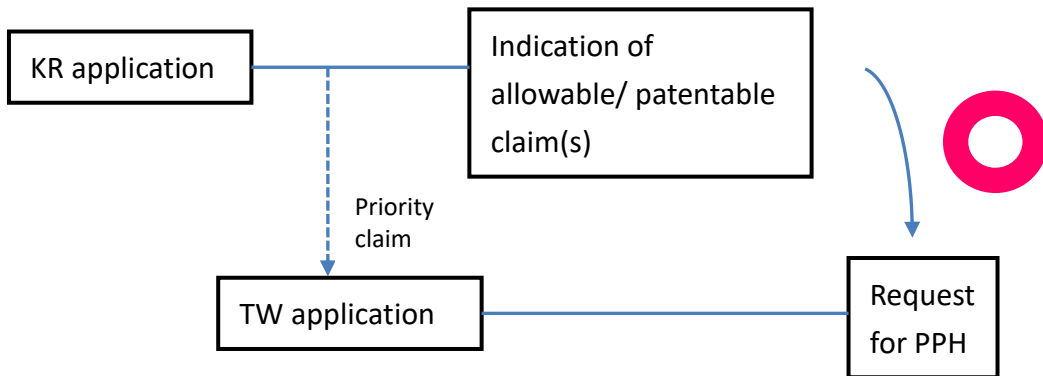 KR application
Indication of
allowable/ patentable
claim(s)
Priority
claim
TW application
Request
for PPH